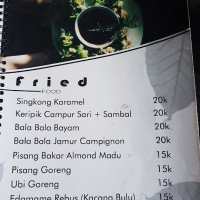 Fried
FOOD
Singkong Karamel 20k
Keripik Campur Sari + Sambal 20k
Bala Bala Bayam 20k
Bala Bala Jamur Campignon 20k
Pisang Bakar Almond Madu 15k
Pisang Goreng 15k
Ubi Goreng 15k
Edamame Rebus (Kacang Bulu) 15k